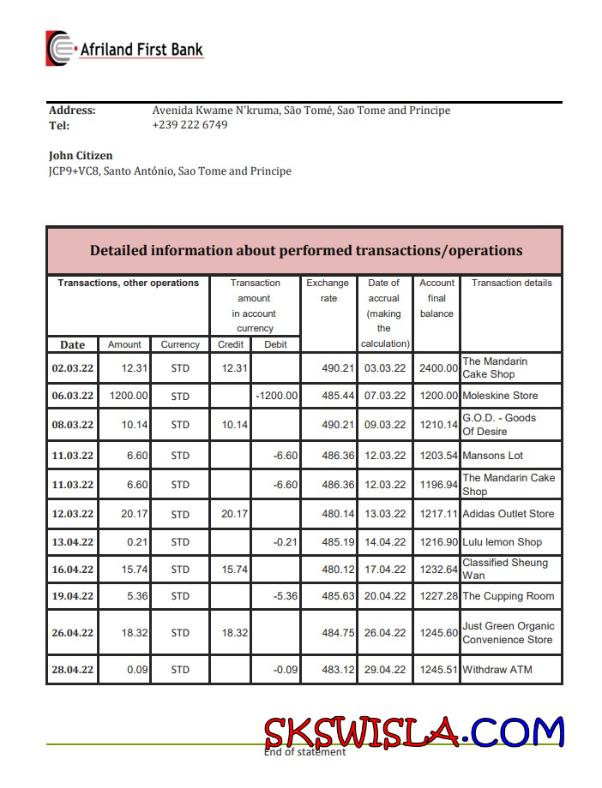 Afriland First Bank
Address: Avenida Kwame N'kruma, São Tomé, Sao Tome and Principe
Tel: +239 222 6749
John Citizen
JCP9+VC8, Santo António, Sao Tome and Principe
Detailed information about performed transactions/operations
Transactions, other operations Transaction amount in account currency Exchange rate Date of accrual (making the calculation) Account final balance Transaction details
Date Amount Currency Credit Debit
02.03.22 12.31 STD 12.31 490.21 03.03.22 2400.00 The Mandarin Cake Shop
06.03.22 1200.00 STD -1200.00 485.44 07.03.22 1200.00 Moleskine Store
08.03.22 10.14 STD 10.14 490.21 09.03.22 1210.14 G.O.D. - Goods Of Desire
11.03.22 6.60 STD -6.60 486.36 12.03.22 1203.54 Mansons Lot
11.03.22 6.60 STD -6.60 486.36 12.03.22 1196.94 The Mandarin Cake Shop
12.03.22 20.17 STD 20.17 480.14 13.03.22 1217.11 Adidas Outlet Store
13.04.22 0.21 STD -0.21 485.19 14.04.22 1216.90 Lulu lemon Shop
16.04.22 15.74 STD 15.74 480.12 17.04.22 1232.64 Classified Sheung Wan
19.04.22 5.36 STD -5.36 485.63 20.04.22 1227.28 The Cupping Room
26.04.22 18.32 STD 18.32 484.75 26.04.22 1245.60 Just Green Organic Convenience Store
28.04.22 0.09 STD -0.09 483.12 29.04.22 1245.51 Withdraw ATM
SKSWISLA.COM
End of statement